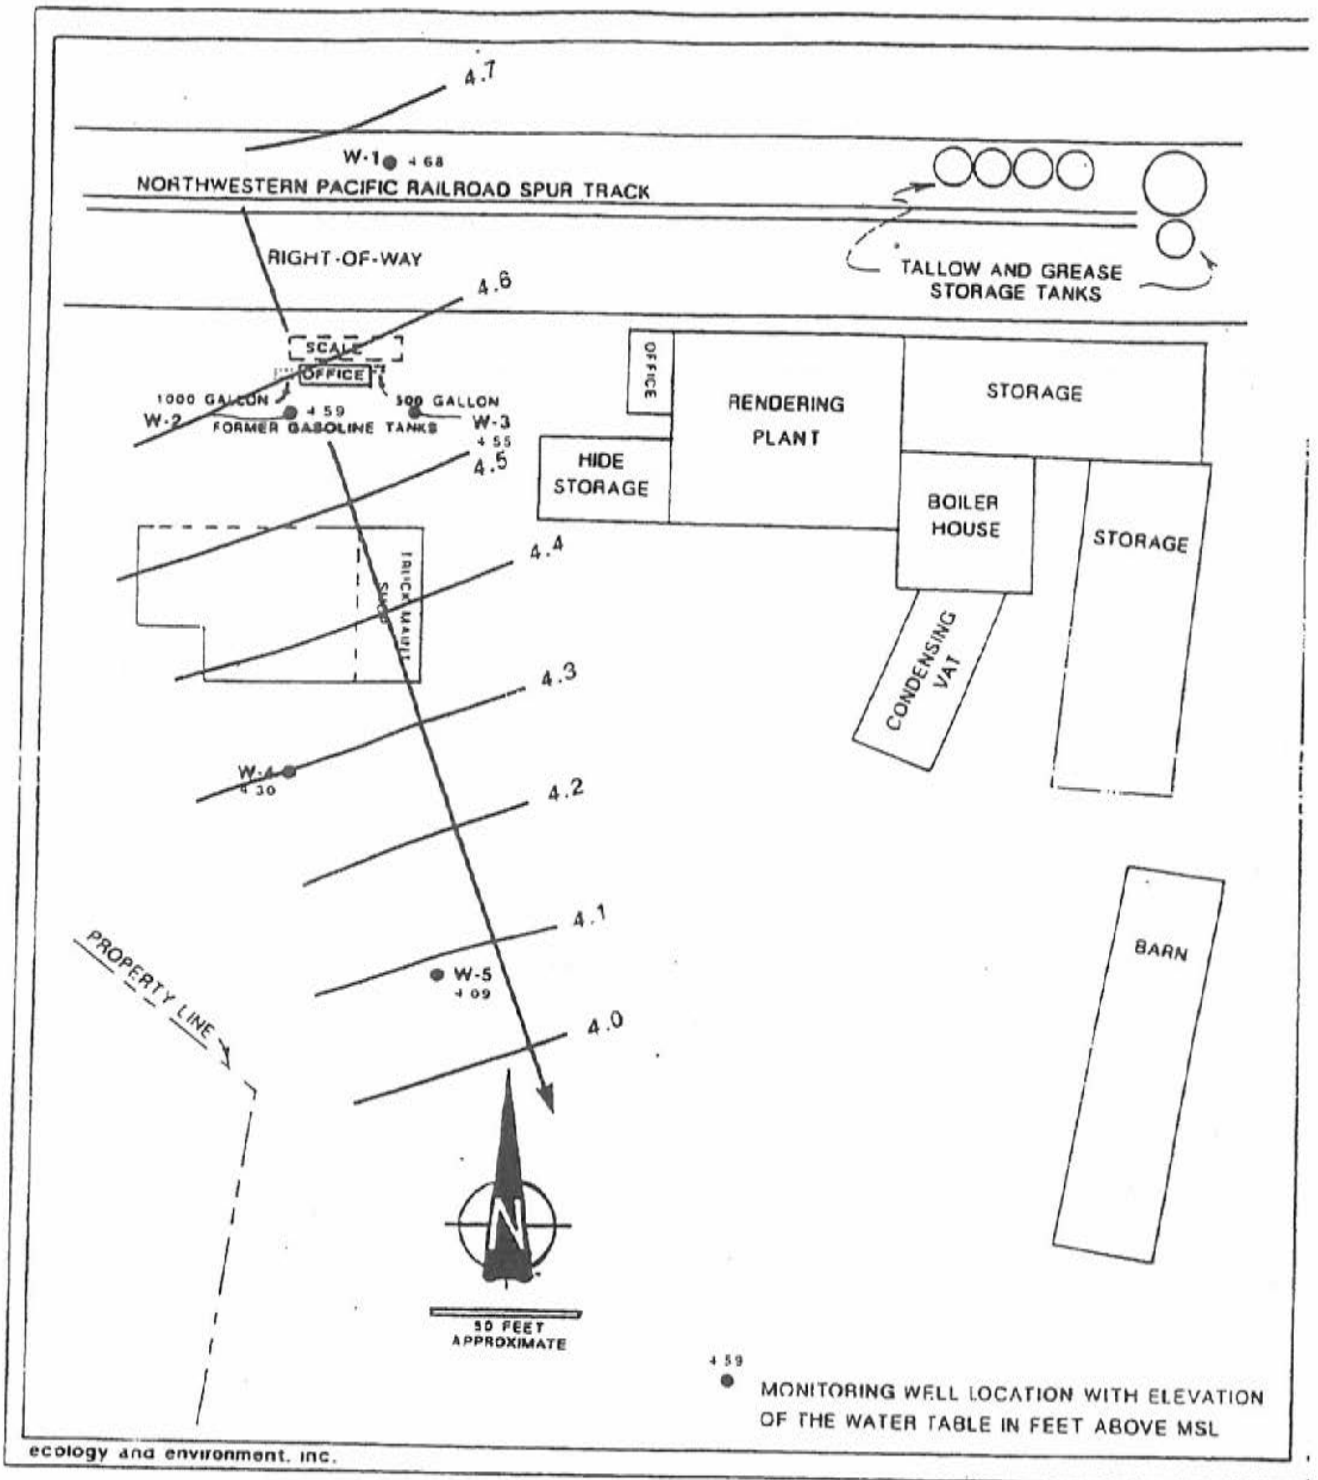 4.7
W-1 4 68
NORTHWESTERN PACIFIC RAILROAD SPUR TRACK
RIGHT-OF-WAY
TALLOW AND GREASE
STORAGE TANKS
4.6
SCALE
OFFICE
1000 GALLON
500 GALLON
W-2
4 59
W-3
FORMER GASOLINE TANKS
4 55
4.5
OFFICE
RENDERING
PLANT
STORAGE
HIDE
STORAGE
BOILER
HOUSE
STORAGE
4.4
TRUCK MAINT
SHOP
CONDENSING
VAT
4.3
W-4
4 30
4.2
4.1
W-5
4 09
BARN
PROPERTY LINE
4.0
N
50 FEET
APPROXIMATE
4 59
MONITORING WELL LOCATION WITH ELEVATION
OF THE WATER TABLE IN FEET ABOVE MSL
ecology and environment, inc.